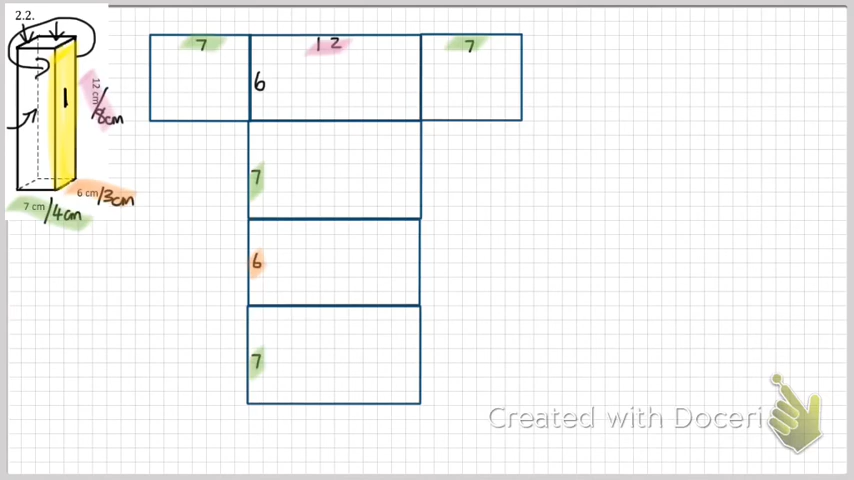 2.2.
12 cm/8cm
6 cm/3cm
7 cm/4cm
1
7 12 7
6
7
6
7
Created with Doceri